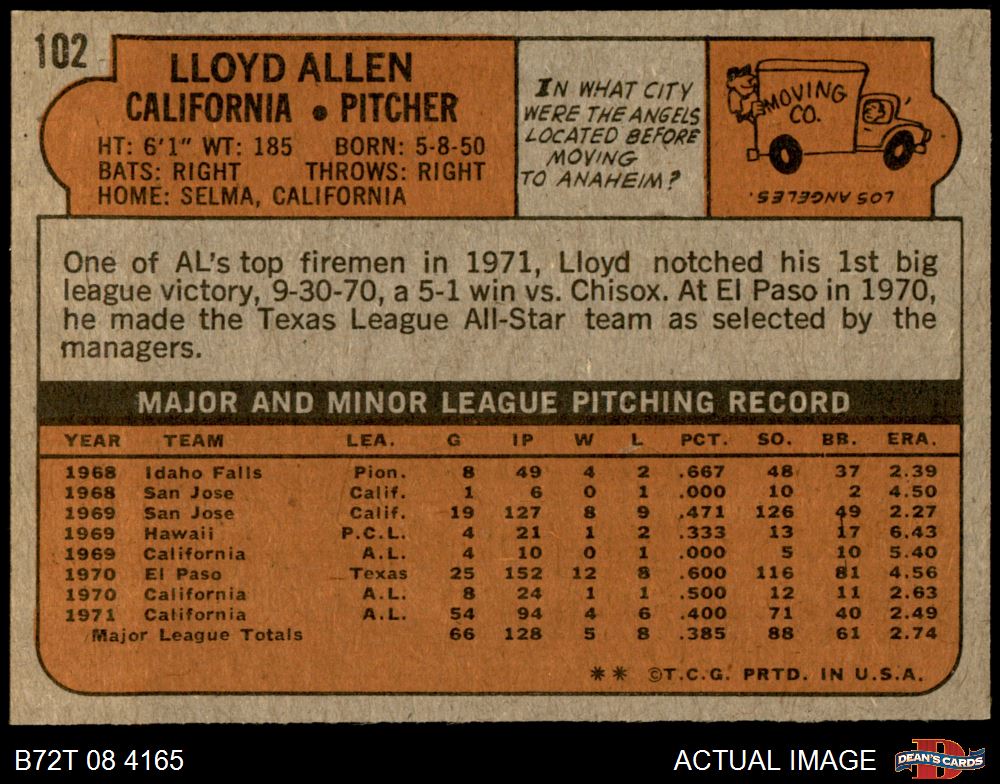 102
LLOYD ALLEN
CALIFORNIA • PITCHER
HT: 6'1" WT: 185 BORN: 5-8-50
BATS: RIGHT THROWS: RIGHT
HOME: SELMA, CALIFORNIA
IN WHAT CITY
WERE THE ANGELS
LOCATED BEFORE
MOVING
TO ANAHEIM?
MOVING
CO.
LOS ANGELES.
One of AL's top firemen in 1971, Lloyd notched his 1st big
league victory, 9-30-70, a 5-1 win vs. Chisox. At El Paso in 1970,
he made the Texas League All-Star team as selected by the
managers.
MAJOR AND MINOR LEAGUE PITCHING RECORD
YEAR TEAM LEA. G IP W L PCT. SO. BB. ERA.
1968 Idaho Falls Pion. 8 49 4 2 .667 48 37 2.39
1968 San Jose Calif. 1 6 0 1 .000 10 2 4.50
1969 San Jose Calif. 19 127 8 9 .471 126 49 2.27
1969 Hawaii P.C.L. 4 21 1 2 .333 13 17 6.43
1969 California A.L. 4 10 0 1 .000 5 10 5.40
1970 El Paso Texas 25 152 12 8 .600 116 81 4.56
1970 California A.L. 8 24 1 1 .500 12 11 2.63
1971 California A.L. 54 94 4 6 .400 71 40 2.49
Major League Totals 66 128 5 8 .385 88 61 2.74
** ©T.C.G. PRTD. IN U.S.A.
B72T 08 4165
ACTUAL IMAGE
D
DEAN'S CARDS